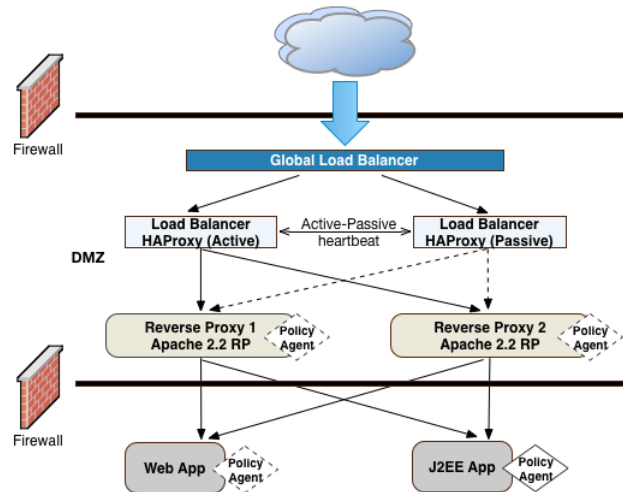 Firewall
Global Load Balancer
Load Balancer
HAProxy (Active)
Active-Passive
heartbeat
Load Balancer
HAProxy (Passive)
DMZ
Reverse Proxy 1
Apache 2.2 RP
Policy
Agent
Reverse Proxy 2
Apache 2.2 RP
Policy
Agent
Firewall
Web App
Policy
Agent
J2EE App
Policy
Agent